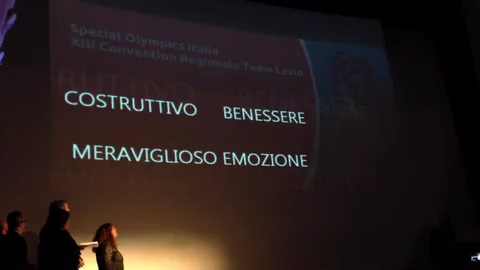 Special Olympics Italia
XIII Convention Regionale Team Lazio
COSTRUTTIVO BENESSERE
MERAVIGLIOSO EMOZIONE